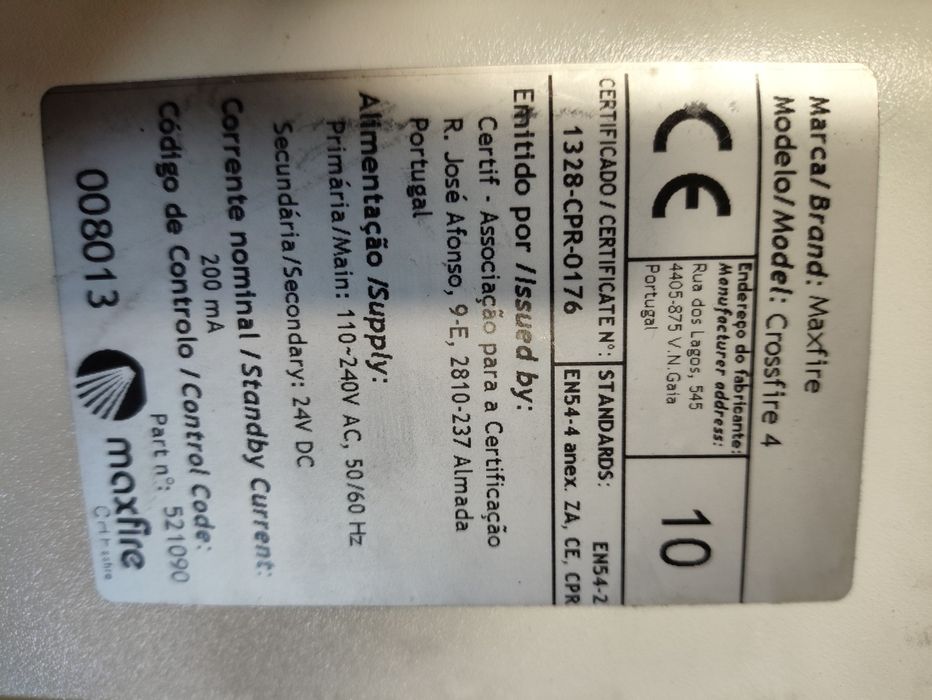 Marca/Brand: Maxfire
Modelo/Model: Crossfire 4
CE
Endereço do fabricante:
Manufacturer address:
Rua dos Lagos, 545
4405-875 V.N.Gaia
Portugal
10
CERTIFICADO/CERTIFICATE Nº:
1328-CPR-0176
STANDARDS: EN54-2
EN54-4 anex. ZA, CE, CPR
Emitido por /Issued by:
Certif - Associação para a Certificação
R. José Afonso, 9-E, 2810-237 Almada
Portugal
Alimentação /Supply:
Primária/Main: 110~240V AC, 50/60 Hz
Secundária/Secondary: 24V DC
Corrente nominal /Standby Current:
200 mA
Código de Controlo /Control Code:
Part nº: 521090
008013
maxfire